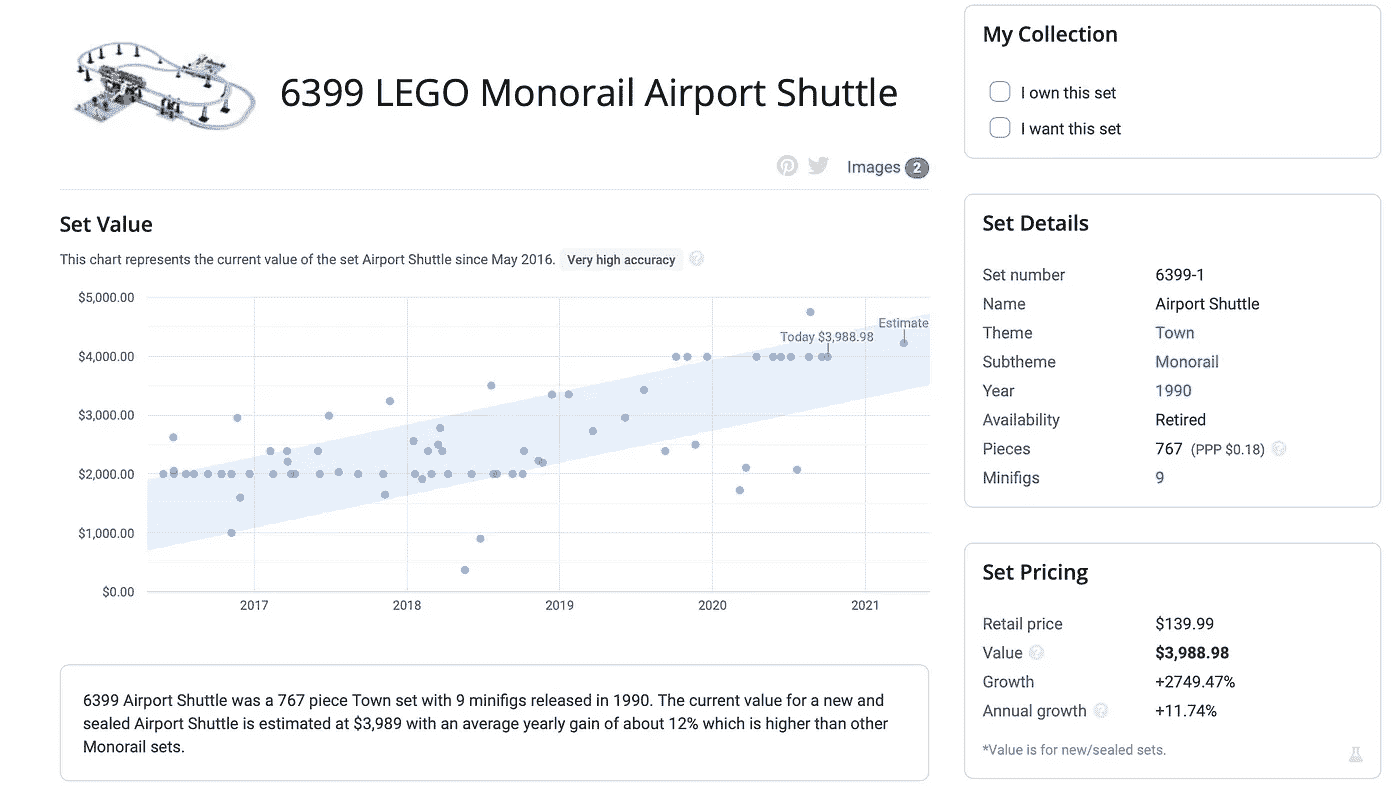 6399 LEGO Monorail Airport Shuttle
Images 2
Set Value
This chart represents the current value of the set Airport Shuttle since May 2016. Very high accuracy
$5,000.00
$4,000.00
$3,000.00
$2,000.00
$1,000.00
$0.00
Today $3,988.98
Estimate
2017 2018 2019 2020 2021
6399 Airport Shuttle was a 767 piece Town set with 9 minifigs released in 1990. The current value for a new and
sealed Airport Shuttle is estimated at $3,989 with an average yearly gain of about 12% which is higher than other
Monorail sets.
My Collection
I own this set
I want this set
Set Details
Set number 6399-1
Name Airport Shuttle
Theme Town
Subtheme Monorail
Year 1990
Availability Retired
Pieces 767 (PPP $0.18)
Minifigs 9
Set Pricing
Retail price $139.99
Value $3,988.98
Growth +2749.47%
Annual growth +11.74%
*Value is for new/sealed sets.